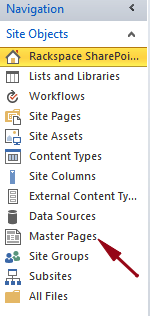 Navigation
Site Objects
Rackspace SharePoi...
Lists and Libraries
Workflows
Site Pages
Site Assets
Content Types
Site Columns
External Content Ty...
Data Sources
Master Pages
Site Groups
Subsites
All Files